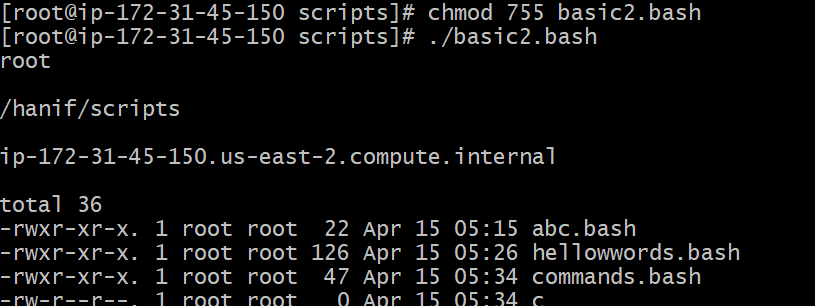 [root@ip-172-31-45-150 scripts]# chmod 755 basic2.bash
[root@ip-172-31-45-150 scripts]# ./basic2.bash
root
/hanif/scripts
ip-172-31-45-150.us-east-2.compute.internal
total 36
-rwxr-xr-x. 1 root root  22 Apr 15 05:15 abc.bash
-rwxr-xr-x. 1 root root 126 Apr 15 05:26 hellowwords.bash
-rwxr-xr-x. 1 root root  47 Apr 15 05:34 commands.bash
-rw-r--r--. 1 root root   0 Apr 15 05:34 c